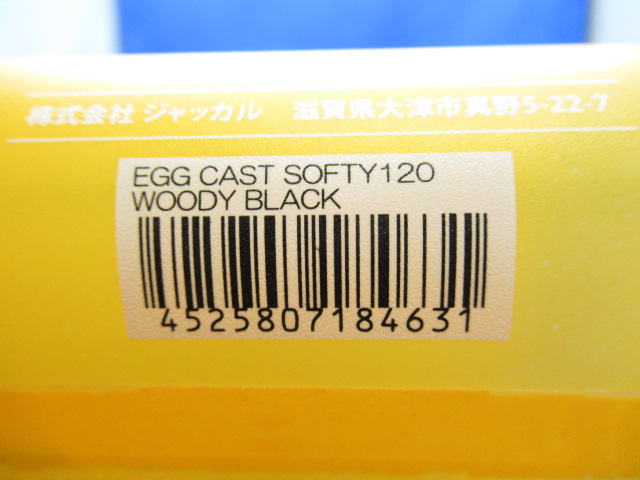 株式会社 ジャッカル 滋賀県大津市真野5-22-7
EGG CAST SOFTY120
WOODY BLACK
4525807184631